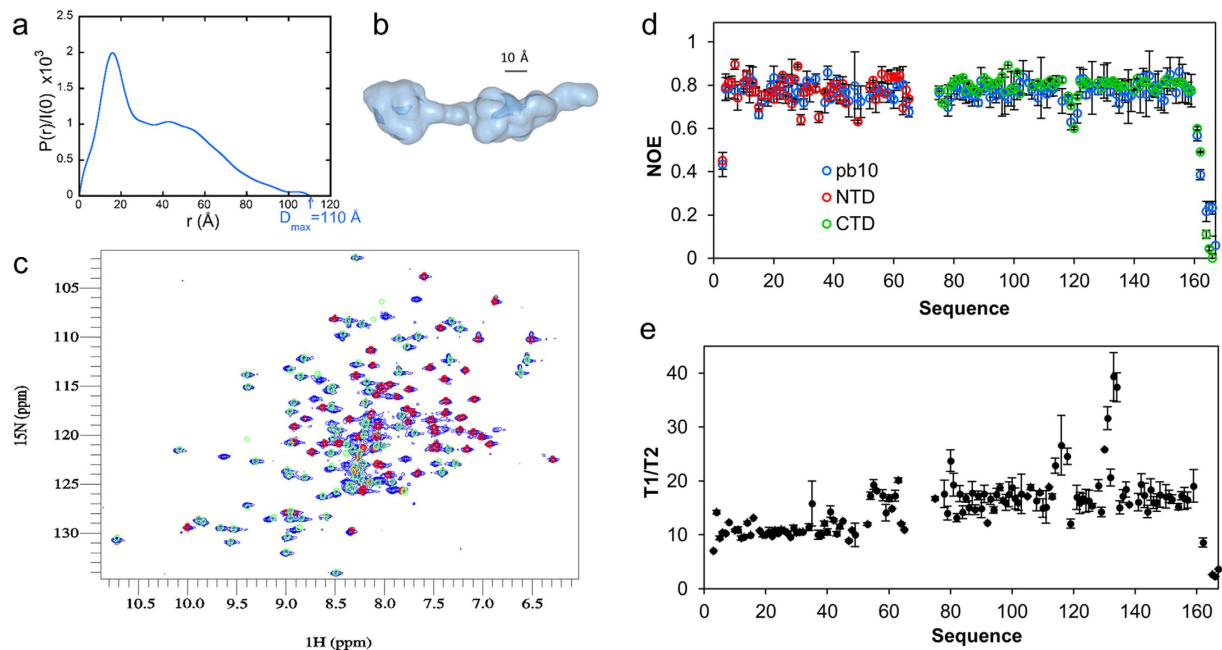 a
P(r)/I(0) x10³
2.5
2
1.5
1
0.5
0
0 20 40 60 80 100 120 140
r (Å)
Dmax=110 Å
b
10 Å
c
15N (ppm)
105
110
115
120
125
130
10.5 10.0 9.5 9.0 8.5 8.0 7.5 7.0 6.5
1H (ppm)
d
NOE
1
0.8
0.6
0.4
0.2
0
pb10
NTD
CTD
0 20 40 60 80 100 120 140 160
Sequence
e
T1/T2
40
30
20
10
0
0 20 40 60 80 100 120 140 160
Sequence